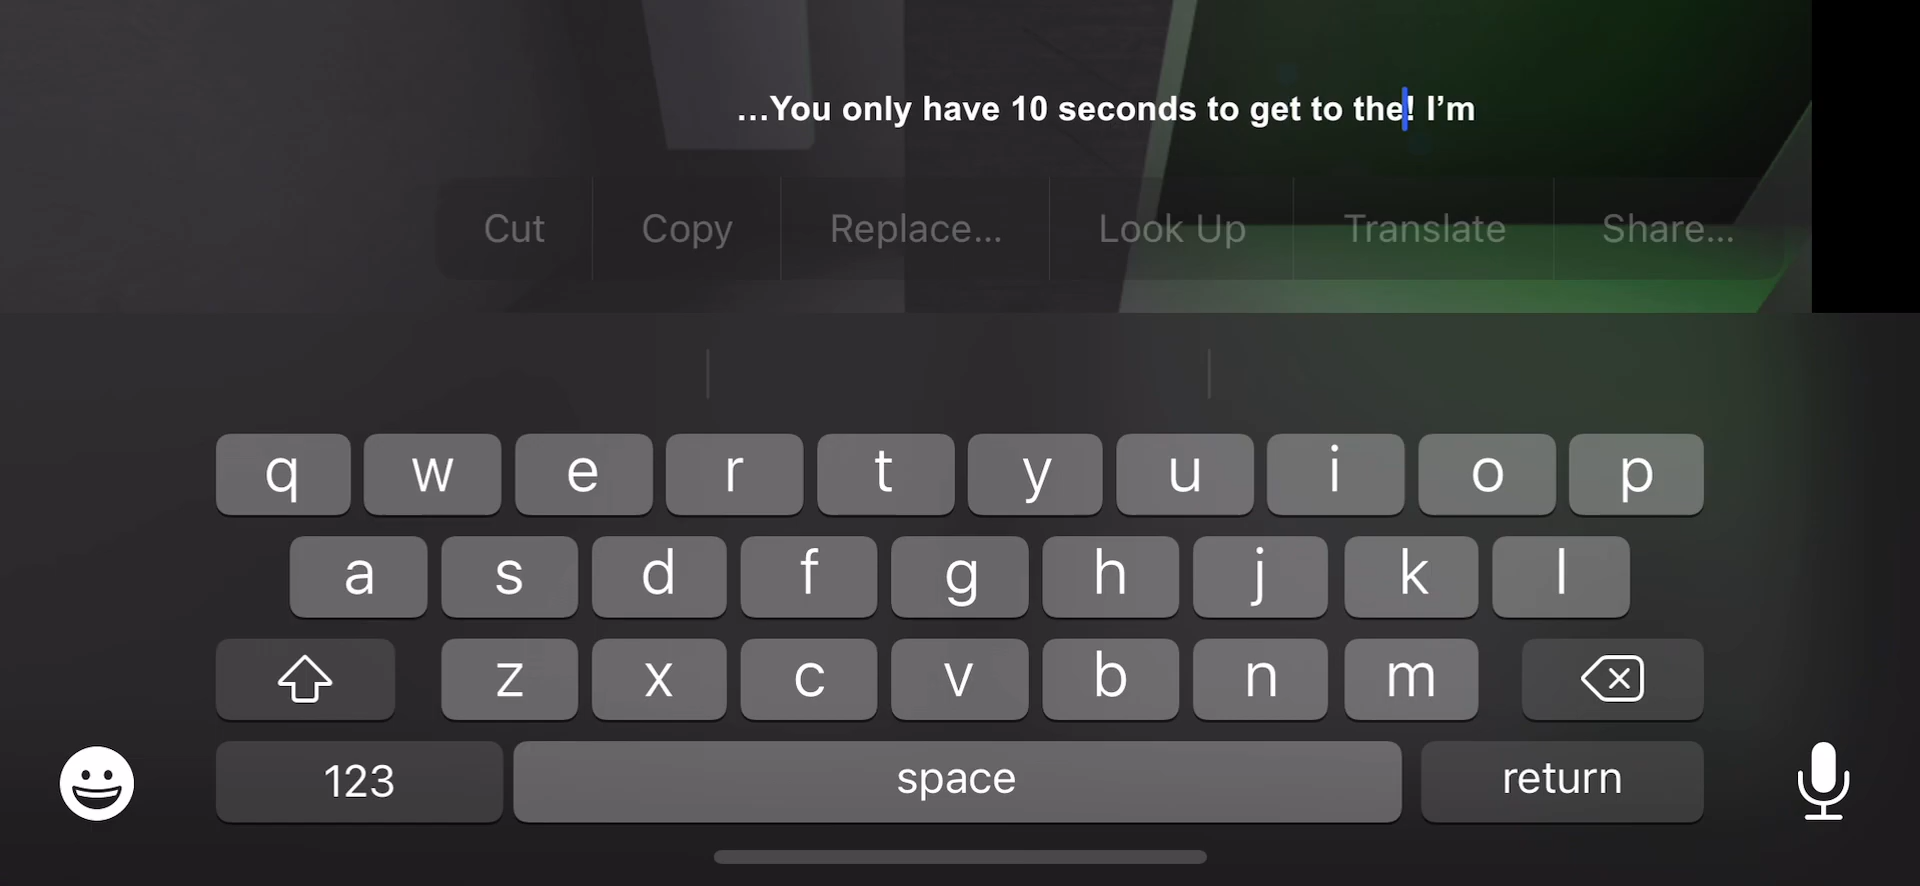 …You only have 10 seconds to get to the! I’m
Cut Copy Replace... Look Up Translate Share...
q w e r t y u i o p
a s d f g h j k l
z x c v b n m
123 space return